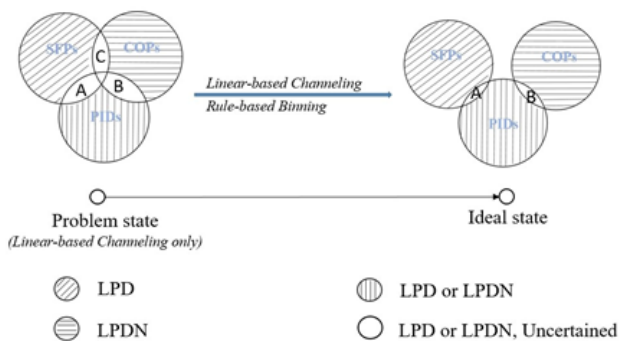 SFPs
COPs
C
A
B
PIDs
Linear-based Channeling
Rule-based Binning
SFPs
COPs
A
B
PIDs
Problem state
(Linear-based Channeling only)
Ideal state
LPD
LPD or LPDN
LPDN
LPD or LPDN, Uncertained